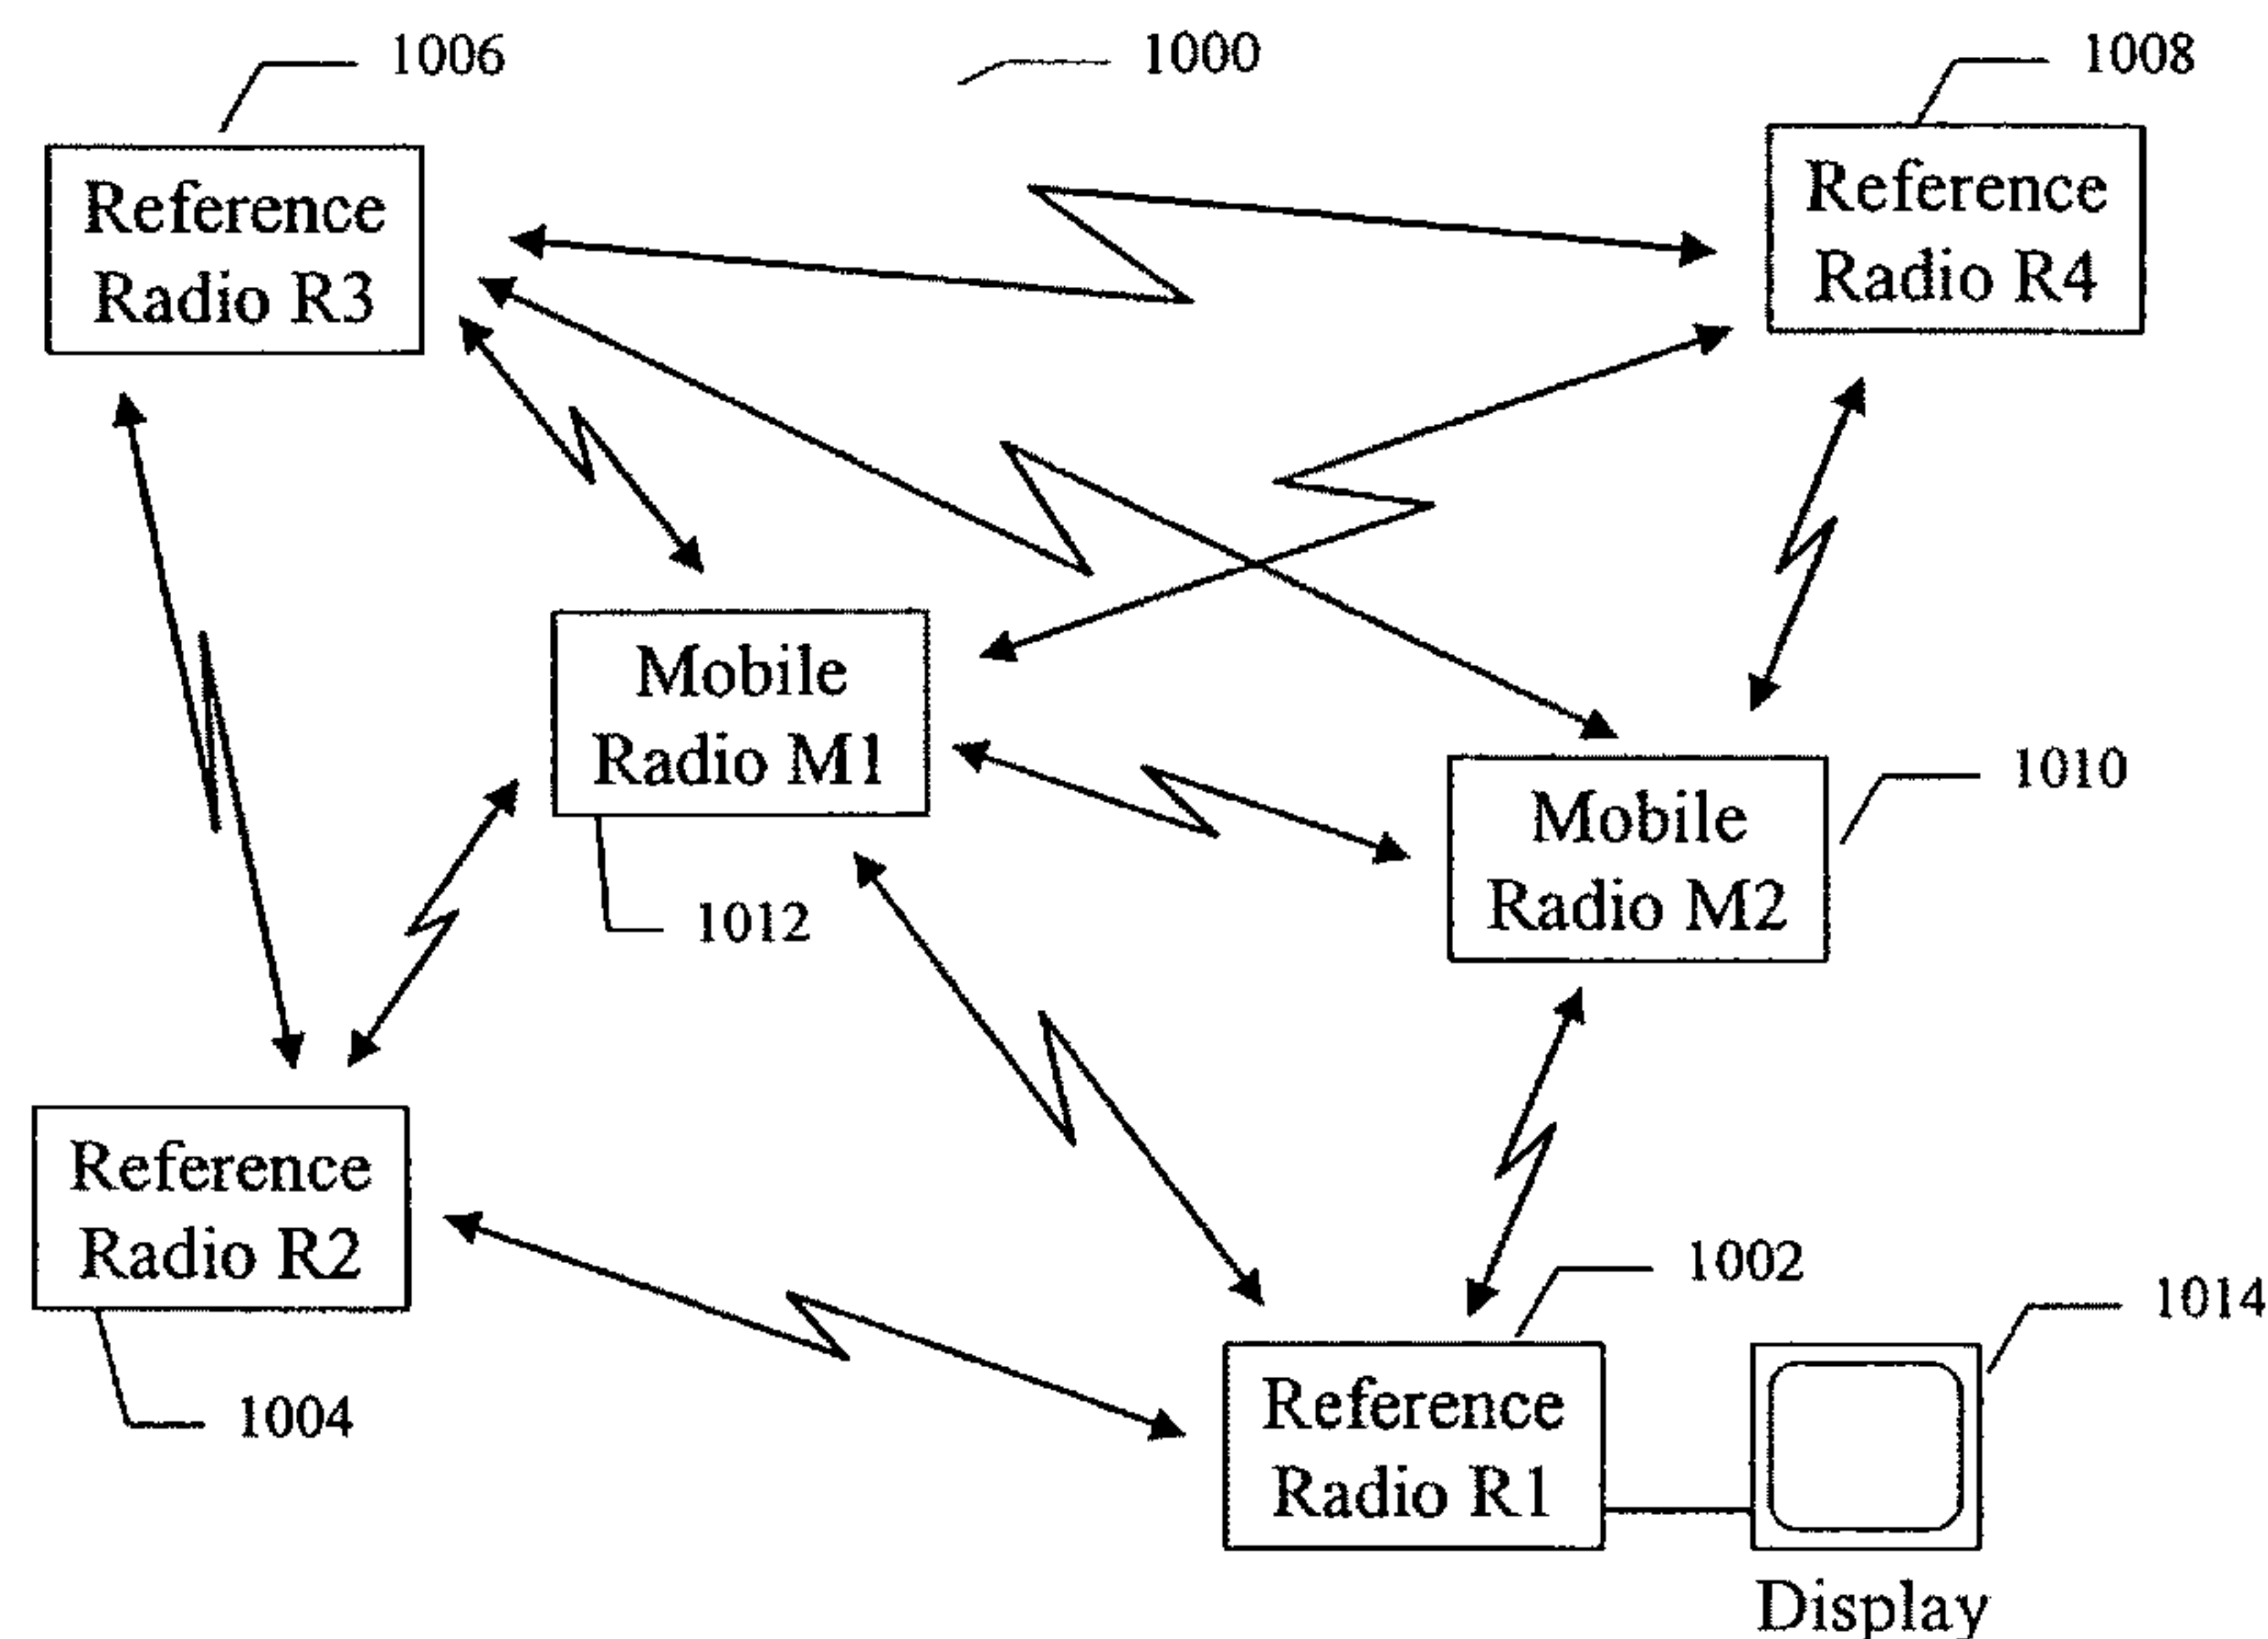 1006
1000
1008
Reference
Radio R3
Reference
Radio R4
Mobile
Radio M1
1010
Mobile
Radio M2
1012
Reference
Radio R2
1002
1014
1004
Reference
Radio R1
Display